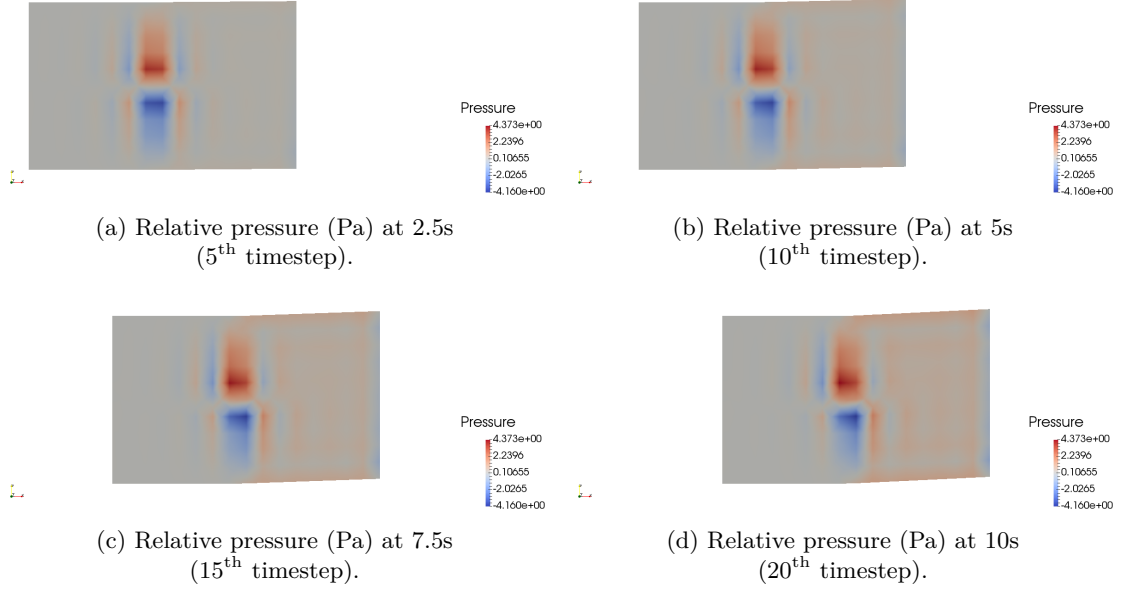 Pressure
4.373e+00
2.2396
0.10655
-2.0265
-4.160e+00
Pressure
4.373e+00
2.2396
0.10655
-2.0265
-4.160e+00
(a) Relative pressure (Pa) at 2.5s
(5th timestep).
(b) Relative pressure (Pa) at 5s
(10th timestep).
Pressure
4.373e+00
2.2396
0.10655
-2.0265
-4.160e+00
Pressure
4.373e+00
2.2396
0.10655
-2.0265
-4.160e+00
(c) Relative pressure (Pa) at 7.5s
(15th timestep).
(d) Relative pressure (Pa) at 10s
(20th timestep).